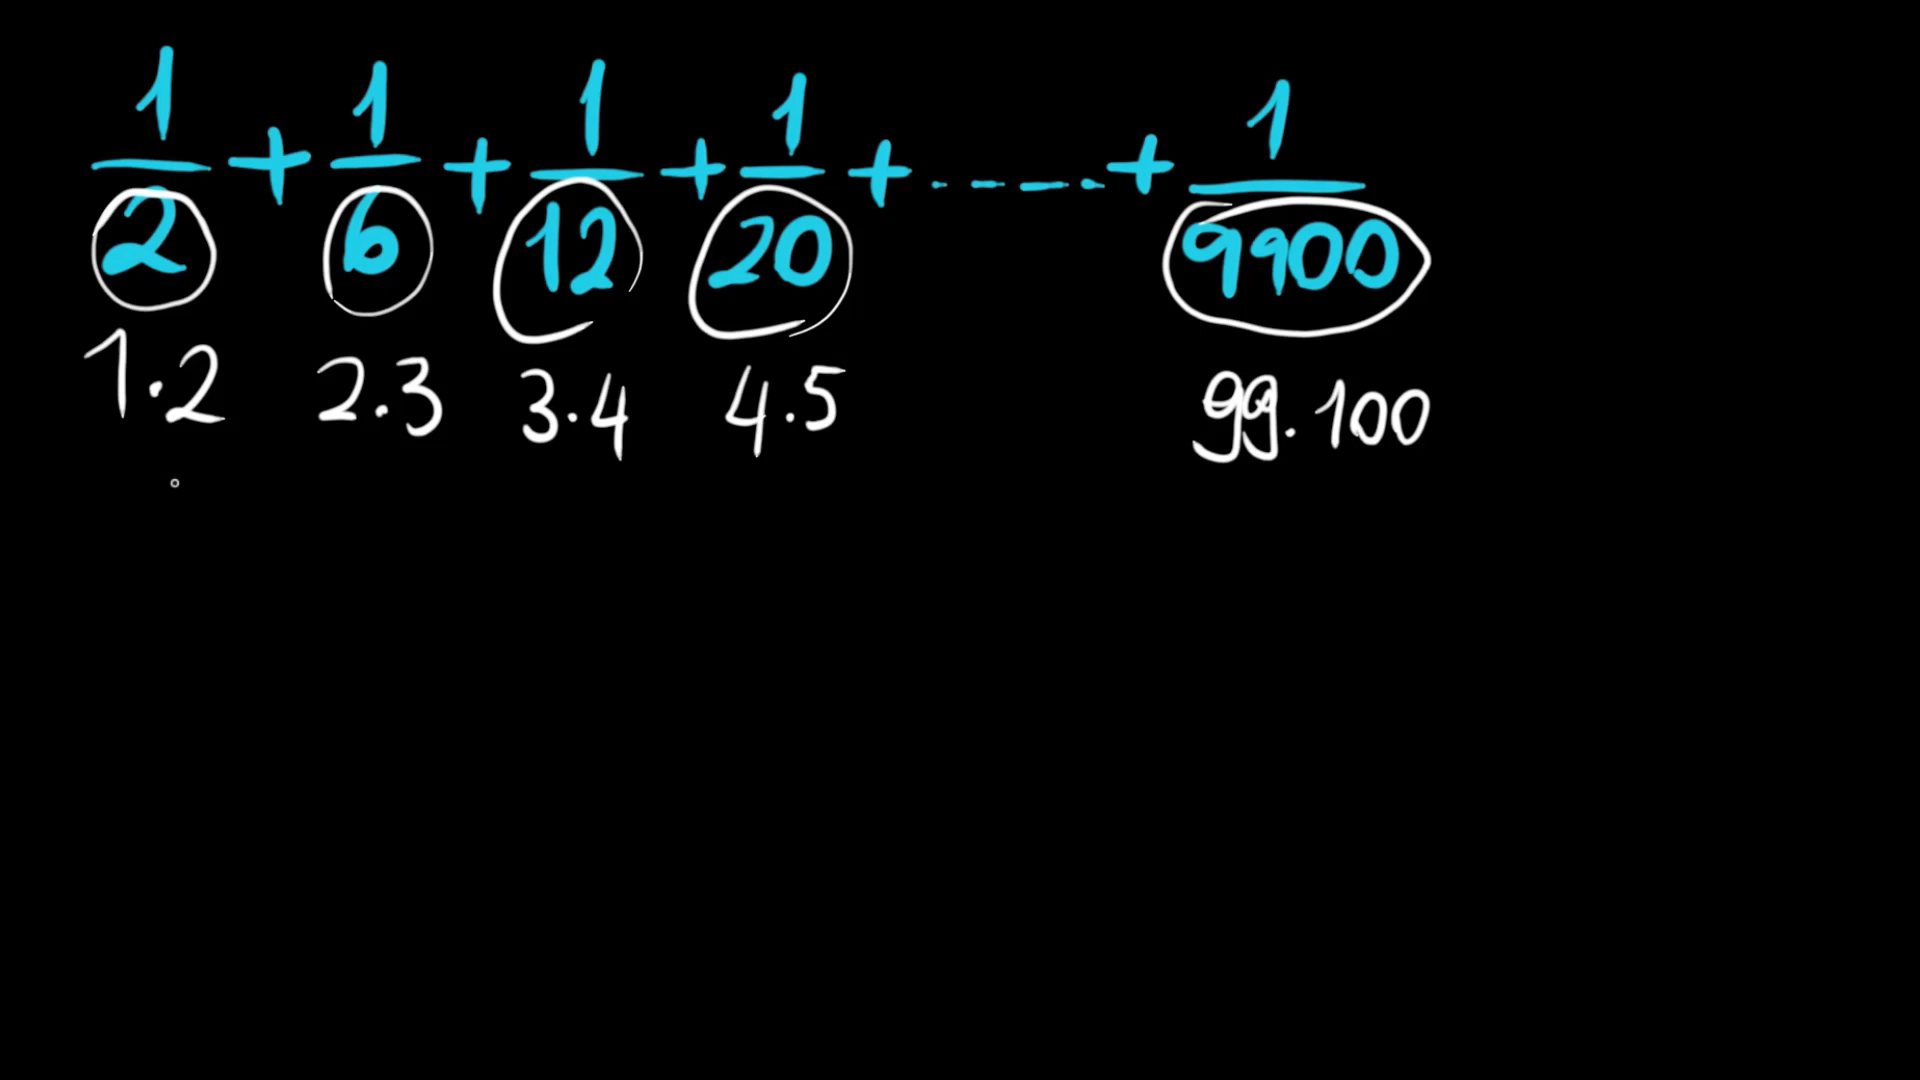 1/2 + 1/6 + 1/12 + 1/20 + ----- + 1/9900
1.2 2.3 3.4 4.5 99.100